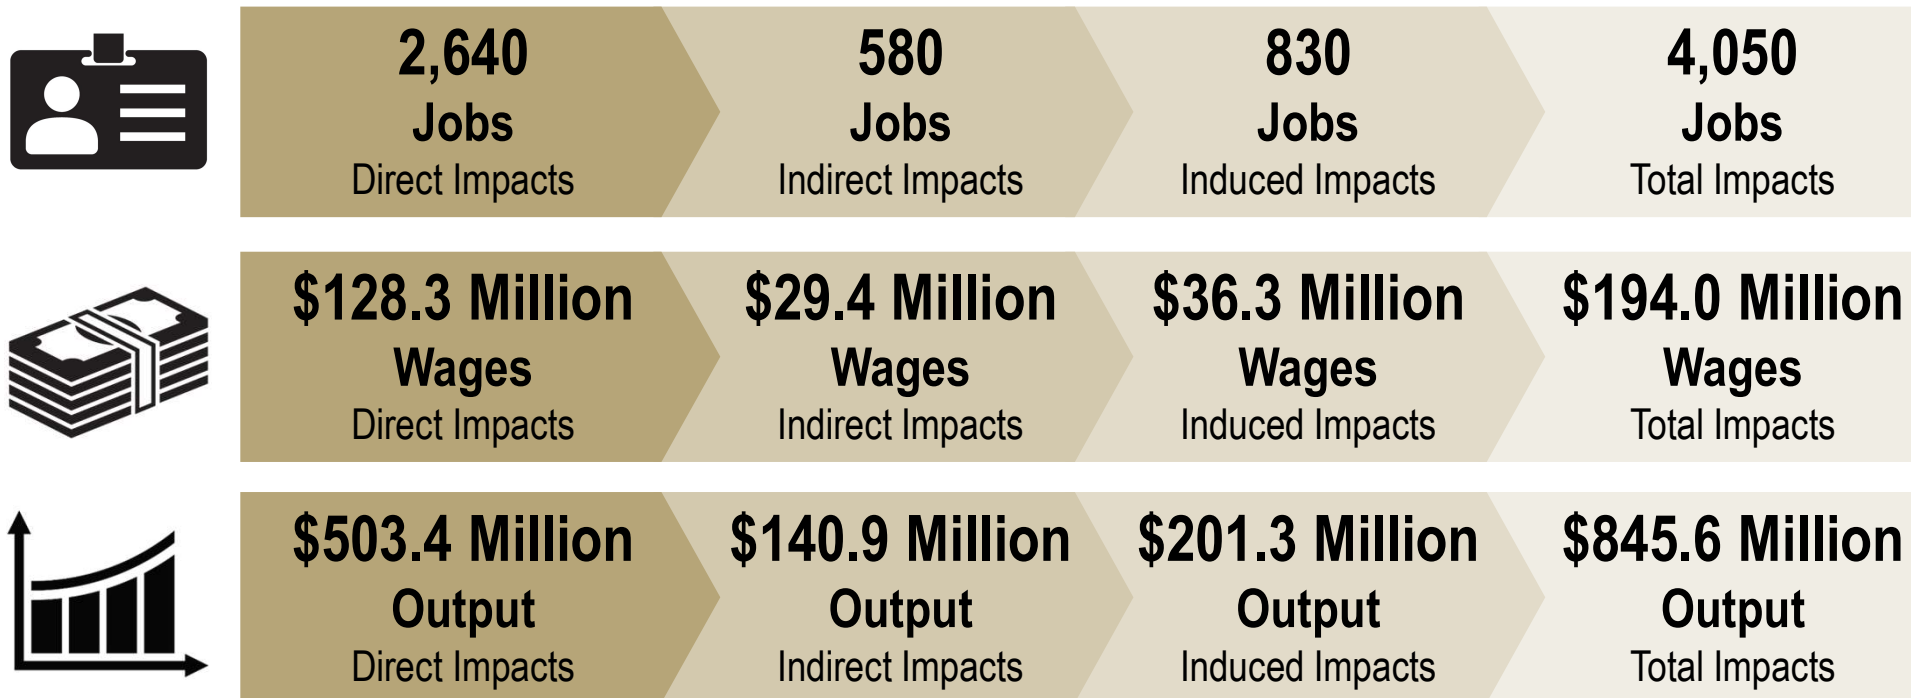 2,640
Jobs
Direct Impacts
580
Jobs
Indirect Impacts
830
Jobs
Induced Impacts
4,050
Jobs
Total Impacts
$128.3 Million
Wages
Direct Impacts
$29.4 Million
Wages
Indirect Impacts
$36.3 Million
Wages
Induced Impacts
$194.0 Million
Wages
Total Impacts
$503.4 Million
Output
Direct Impacts
$140.9 Million
Output
Indirect Impacts
$201.3 Million
Output
Induced Impacts
$845.6 Million
Output
Total Impacts